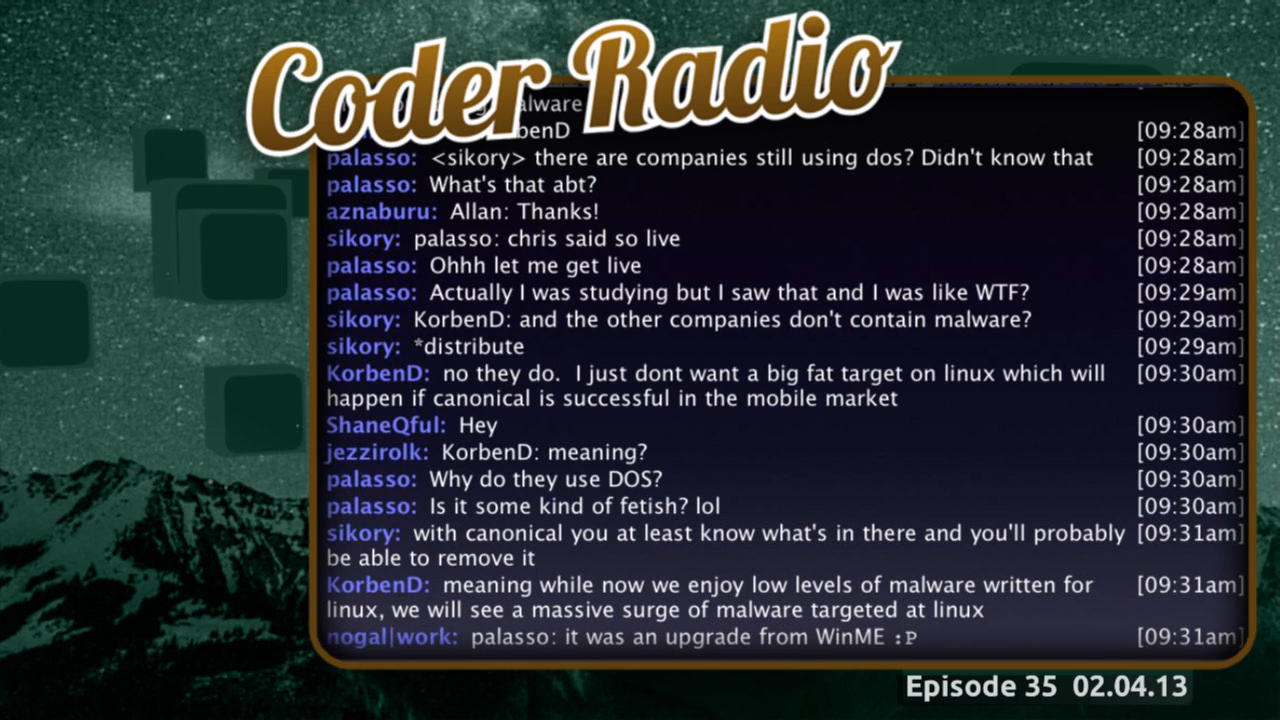 Coder Radio
alware
benD [09:28am]
palasso: <sikory> there are companies still using dos? Didn't know that [09:28am]
palasso: What's that abt? [09:28am]
aznaburu: Allan: Thanks! [09:28am]
sikory: palasso: chris said so live [09:28am]
palasso: Ohhh let me get live [09:28am]
palasso: Actually I was studying but I saw that and I was like WTF? [09:29am]
sikory: KorbenD: and the other companies don't contain malware? [09:29am]
sikory: *distribute [09:29am]
KorbenD: no they do. I just dont want a big fat target on linux which will [09:30am]
happen if canonical is successful in the mobile market
ShaneQful: Hey [09:30am]
jezzirolk: KorbenD: meaning? [09:30am]
palasso: Why do they use DOS? [09:30am]
palasso: Is it some kind of fetish? lol [09:30am]
sikory: with canonical you at least know what's in there and you'll probably [09:31am]
be able to remove it
KorbenD: meaning while now we enjoy low levels of malware written for [09:31am]
linux, we will see a massive surge of malware targeted at linux
nogal|work: palasso: it was an upgrade from WinME :P [09:31am]
Episode 35 02.04.13